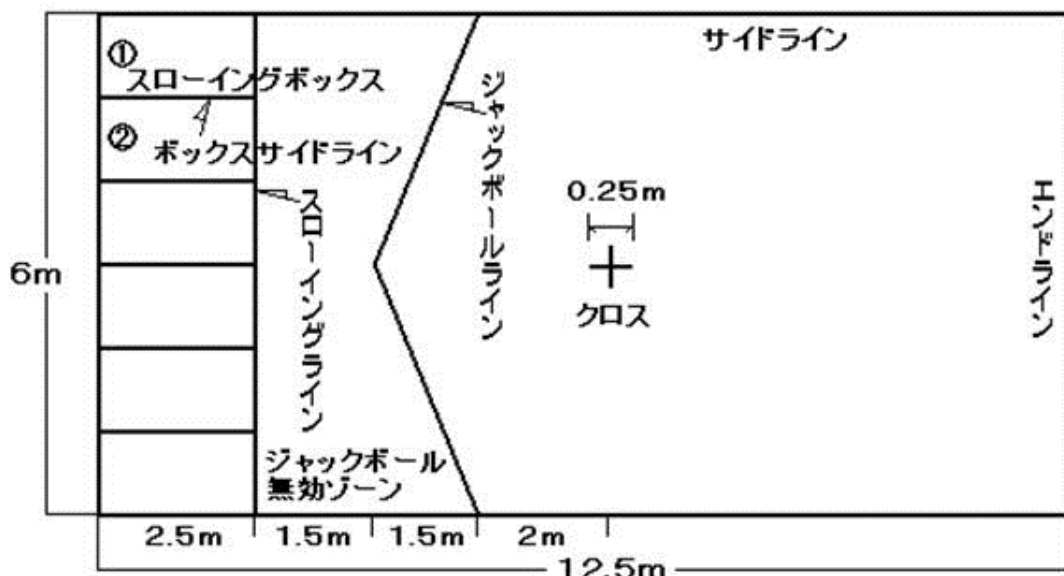 ①
スローイングボックス
サイドライン
②
ボックスサイドライン
ジャックボールライン
スローイングライン
0.25m
クロス
エンドライン
6m
ジャックボール
無効ゾーン
2.5m
1.5m
1.5m
2m
12.5m